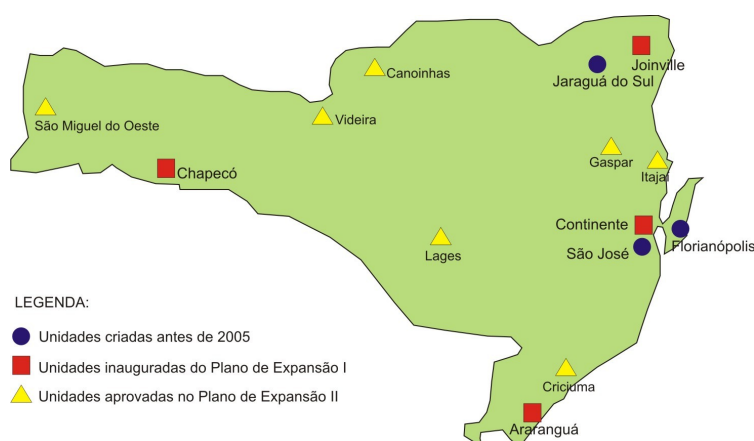 Joinville
Canoinhas
Jaraguá do Sul
São Miguel do Oeste
Videira
Gaspar
Itajaí
Chapecó
Continente
Florianópolis
São José
Lages
LEGENDA:
Unidades criadas antes de 2005
Unidades inauguradas do Plano de Expansão I
Unidades aprovadas no Plano de Expansão II
Criciuma
Araranguá